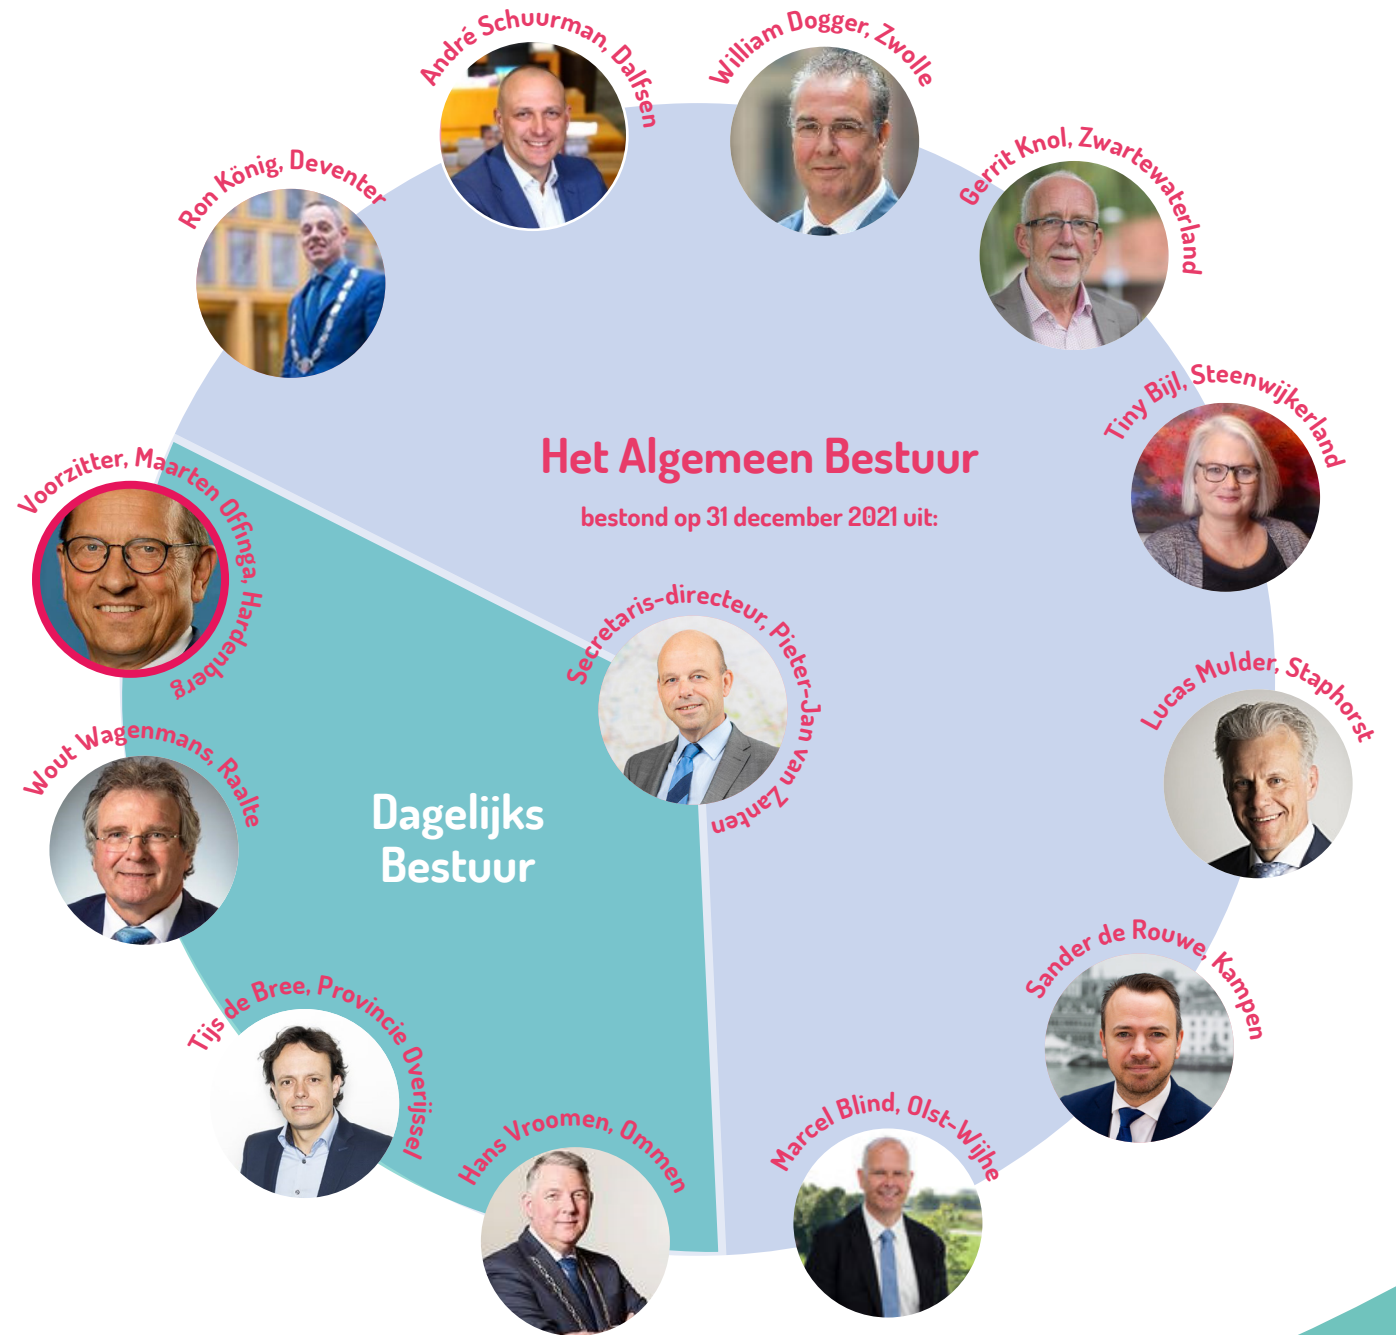 André Schuurman, Dalfsen
William Dogger, Zwolle
Ron König, Deventer
Gerrit Knol, Zwartewaterland
Tiny Bijl, Steenwijkerland
Het Algemeen Bestuur
bestond op 31 december 2021 uit:
Voorzitter, Maarten Offinga, Hardenberg
Secretaris-directeur, Pieter-Jan van Zanten
Lucas Mulder, Staphorst
Wout Wagenmans, Raalte
Dagelijks
Bestuur
Sander de Rouwe, Kampen
Tijs de Bree, Provincie Overijssel
Hans Vroomen, Ommen
Marcel Blind, Olst-Wijhe